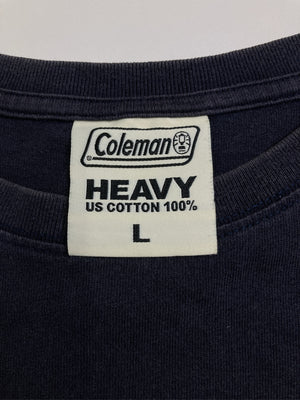 Coleman
®
HEAVY
US COTTON 100%
L